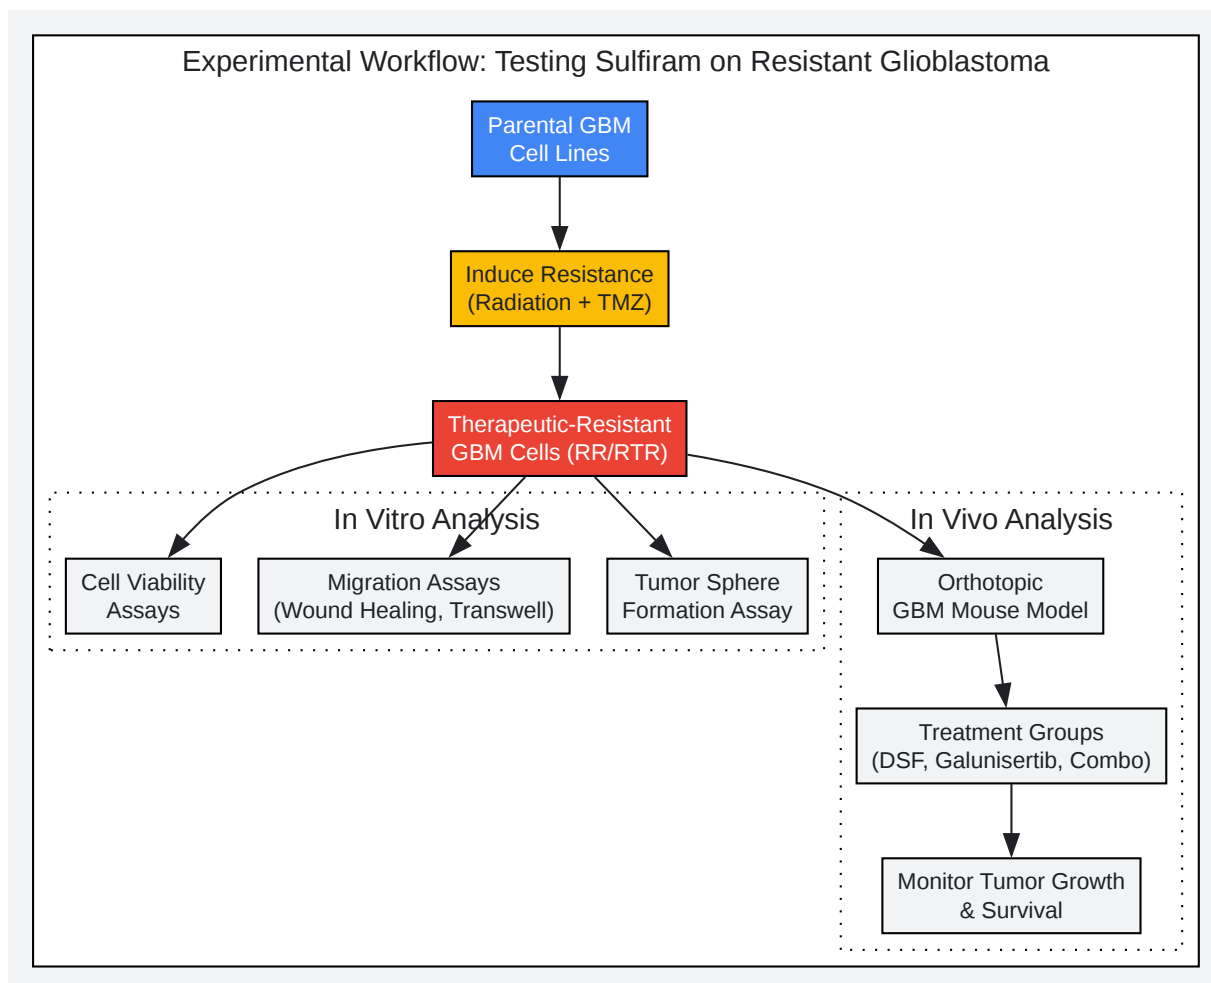 Experimental Workflow: Testing Sulfiram on Resistant Glioblastoma
Parental GBM
Cell Lines
Induce Resistance
(Radiation + TMZ)
Therapeutic-Resistant
GBM Cells (RR/RTR)
In Vitro Analysis
Cell Viability
Assays
Migration Assays
(Wound Healing, Transwell)
Tumor Sphere
Formation Assay
In Vivo Analysis
Orthotopic
GBM Mouse Model
Treatment Groups
(DSF, Galunisertib, Combo)
Monitor Tumor Growth
& Survival